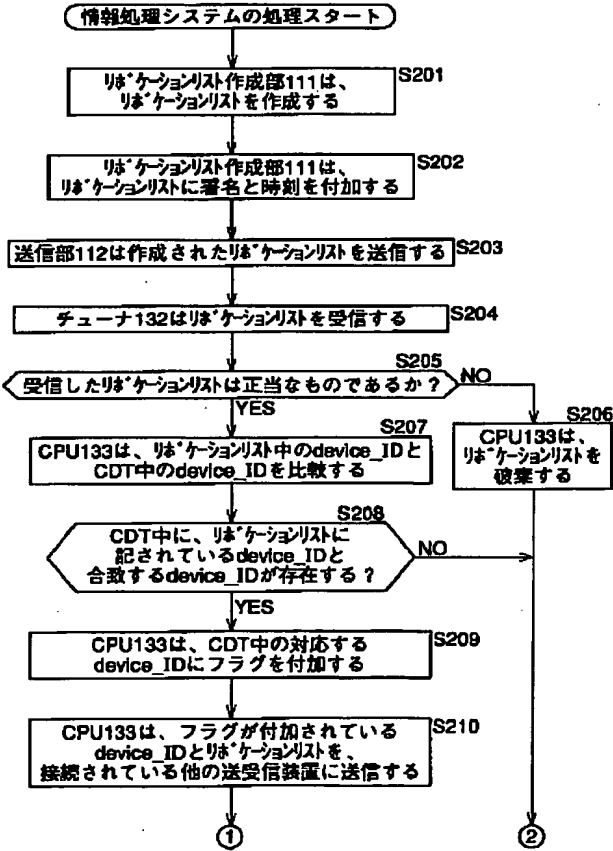 情報処理システムの処理スタート
S201
ﾘﾎﾞｹｰｼｮﾝﾘｽﾄ作成部111は、
ﾘﾎﾞｹｰｼｮﾝﾘｽﾄを作成する
S202
ﾘﾎﾞｹｰｼｮﾝﾘｽﾄ作成部111は、
ﾘﾎﾞｹｰｼｮﾝﾘｽﾄに署名と時刻を付加する
送信部112は作成されたﾘﾎﾞｹｰｼｮﾝﾘｽﾄを送信する
S203
チューナ132はﾘﾎﾞｹｰｼｮﾝﾘｽﾄを受信する
S204
S205
受信したﾘﾎﾞｹｰｼｮﾝﾘｽﾄは正当なものであるか？
NO
YES
S206
CPU133は、
ﾘﾎﾞｹｰｼｮﾝﾘｽﾄを
破棄する
S207
CPU133は、ﾘﾎﾞｹｰｼｮﾝﾘｽﾄ中のdevice_IDと
CDT中のdevice_IDを比較する
S208
CDT中に、ﾘﾎﾞｹｰｼｮﾝﾘｽﾄに
記されているdevice_IDと
合致するdevice_IDが存在する？
NO
YES
S209
CPU133は、CDT中の対応する
device_IDにフラグを付加する
S210
CPU133は、フラグが付加されている
device_IDとﾘﾎﾞｹｰｼｮﾝﾘｽﾄを、
接続されている他の送受信装置に送信する
①
②